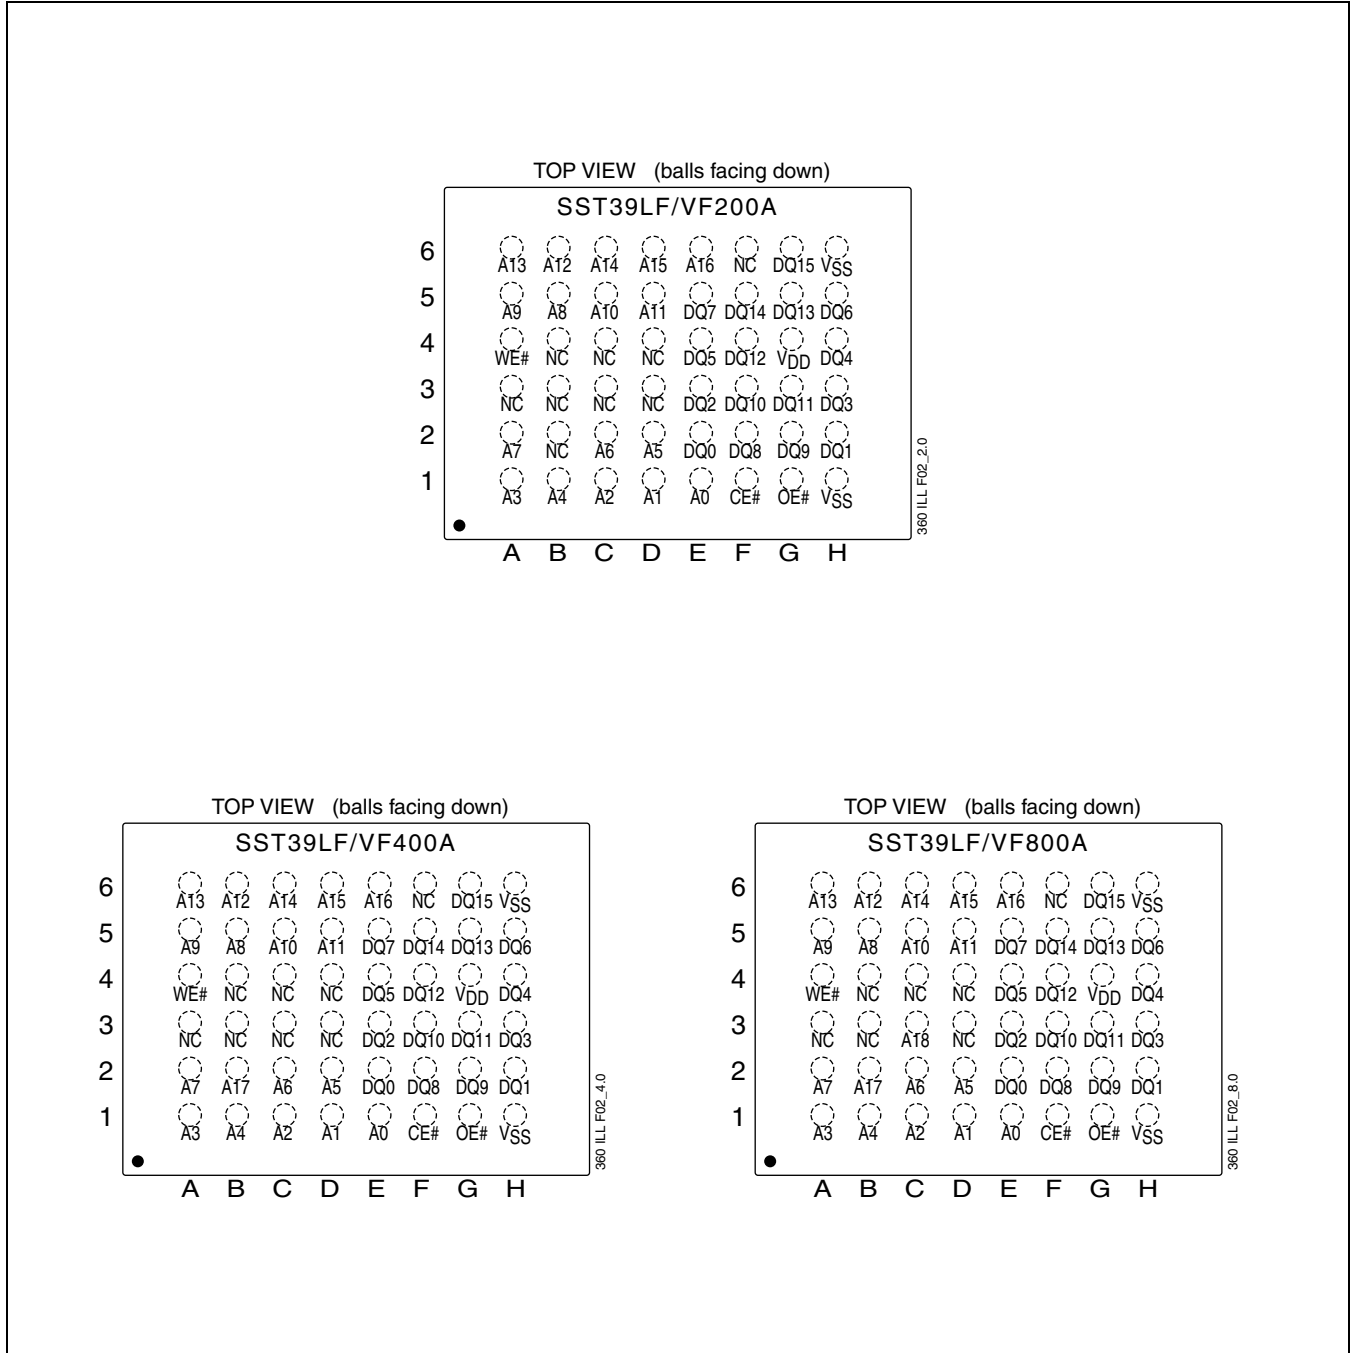 TOP VIEW (balls facing down)
SST39LF/VF200A
6 A13 A12 A14 A15 A16 NC DQ15 VSS
5 A9 A8 A10 A11 DQ7 DQ14 DQ13 DQ6
4 WE# NC NC NC DQ5 DQ12 VDD DQ4
3 NC NC NC NC DQ2 DQ10 DQ11 DQ3
2 A7 NC A6 A5 DQ0 DQ8 DQ9 DQ1
1 A3 A4 A2 A1 A0 CE# OE# VSS
A B C D E F G H
360 ILL F02_2.0
TOP VIEW (balls facing down)
SST39LF/VF400A
6 A13 A12 A14 A15 A16 NC DQ15 VSS
5 A9 A8 A10 A11 DQ7 DQ14 DQ13 DQ6
4 WE# NC NC NC DQ5 DQ12 VDD DQ4
3 NC NC NC NC DQ2 DQ10 DQ11 DQ3
2 A7 A17 A6 A5 DQ0 DQ8 DQ9 DQ1
1 A3 A4 A2 A1 A0 CE# OE# VSS
A B C D E F G H
360 ILL F02_4.0
TOP VIEW (balls facing down)
SST39LF/VF800A
6 A13 A12 A14 A15 A16 NC DQ15 VSS
5 A9 A8 A10 A11 DQ7 DQ14 DQ13 DQ6
4 WE# NC NC NC DQ5 DQ12 VDD DQ4
3 NC NC A18 NC DQ2 DQ10 DQ11 DQ3
2 A7 A17 A6 A5 DQ0 DQ8 DQ9 DQ1
1 A3 A4 A2 A1 A0 CE# OE# VSS
A B C D E F G H
360 ILL F02_8.0